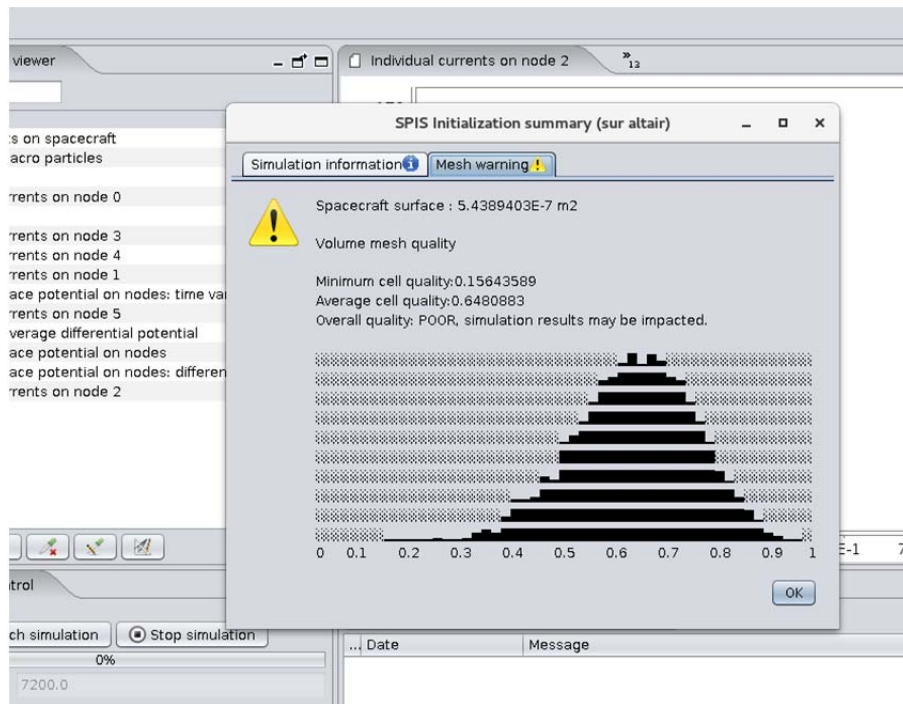 viewer
Individual currents on node 2
»13
SPIS Initialization summary (sur altair)
Simulation information
Mesh warning
Spacecraft surface : 5.4389403E-7 m2
Volume mesh quality
Minimum cell quality:0.15643589
Average cell quality:0.6480883
Overall quality: POOR, simulation results may be impacted.
0 0.1 0.2 0.3 0.4 0.5 0.6 0.7 0.8 0.9 1
OK
s on spacecraft
acro particles
rrents on node 0
rrents on node 3
rrents on node 4
rrents on node 1
ace potential on nodes: time var
rrents on node 5
verage differential potential
ace potential on nodes
ace potential on nodes: differen
rrents on node 2
E-1 7
trol
ch simulation
Stop simulation
0%
7200.0
... Date Message